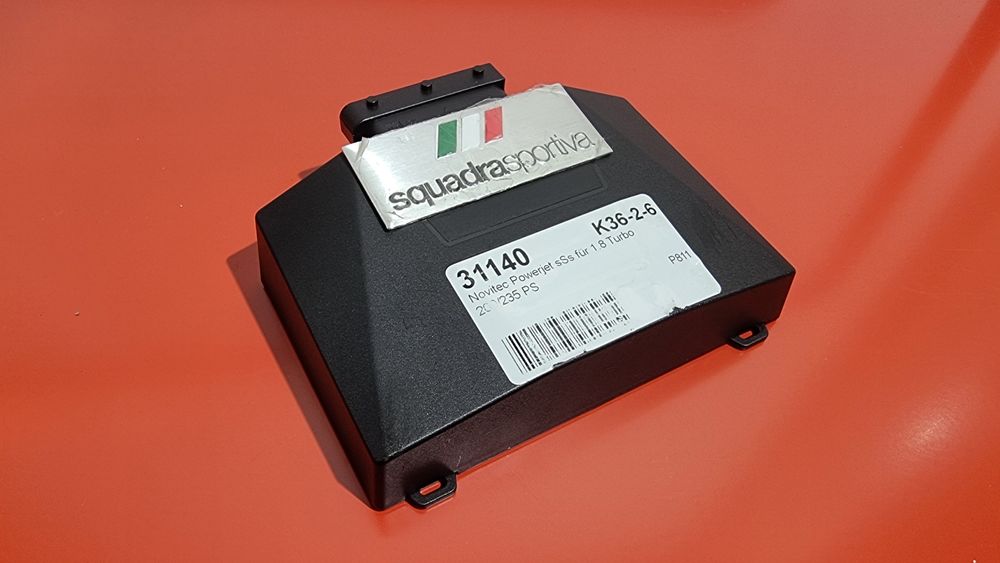 squadrasportiva
31140 K36-2-6
Novitec Powerjet sSs für 1.8 Turbo
P811
/235 PS